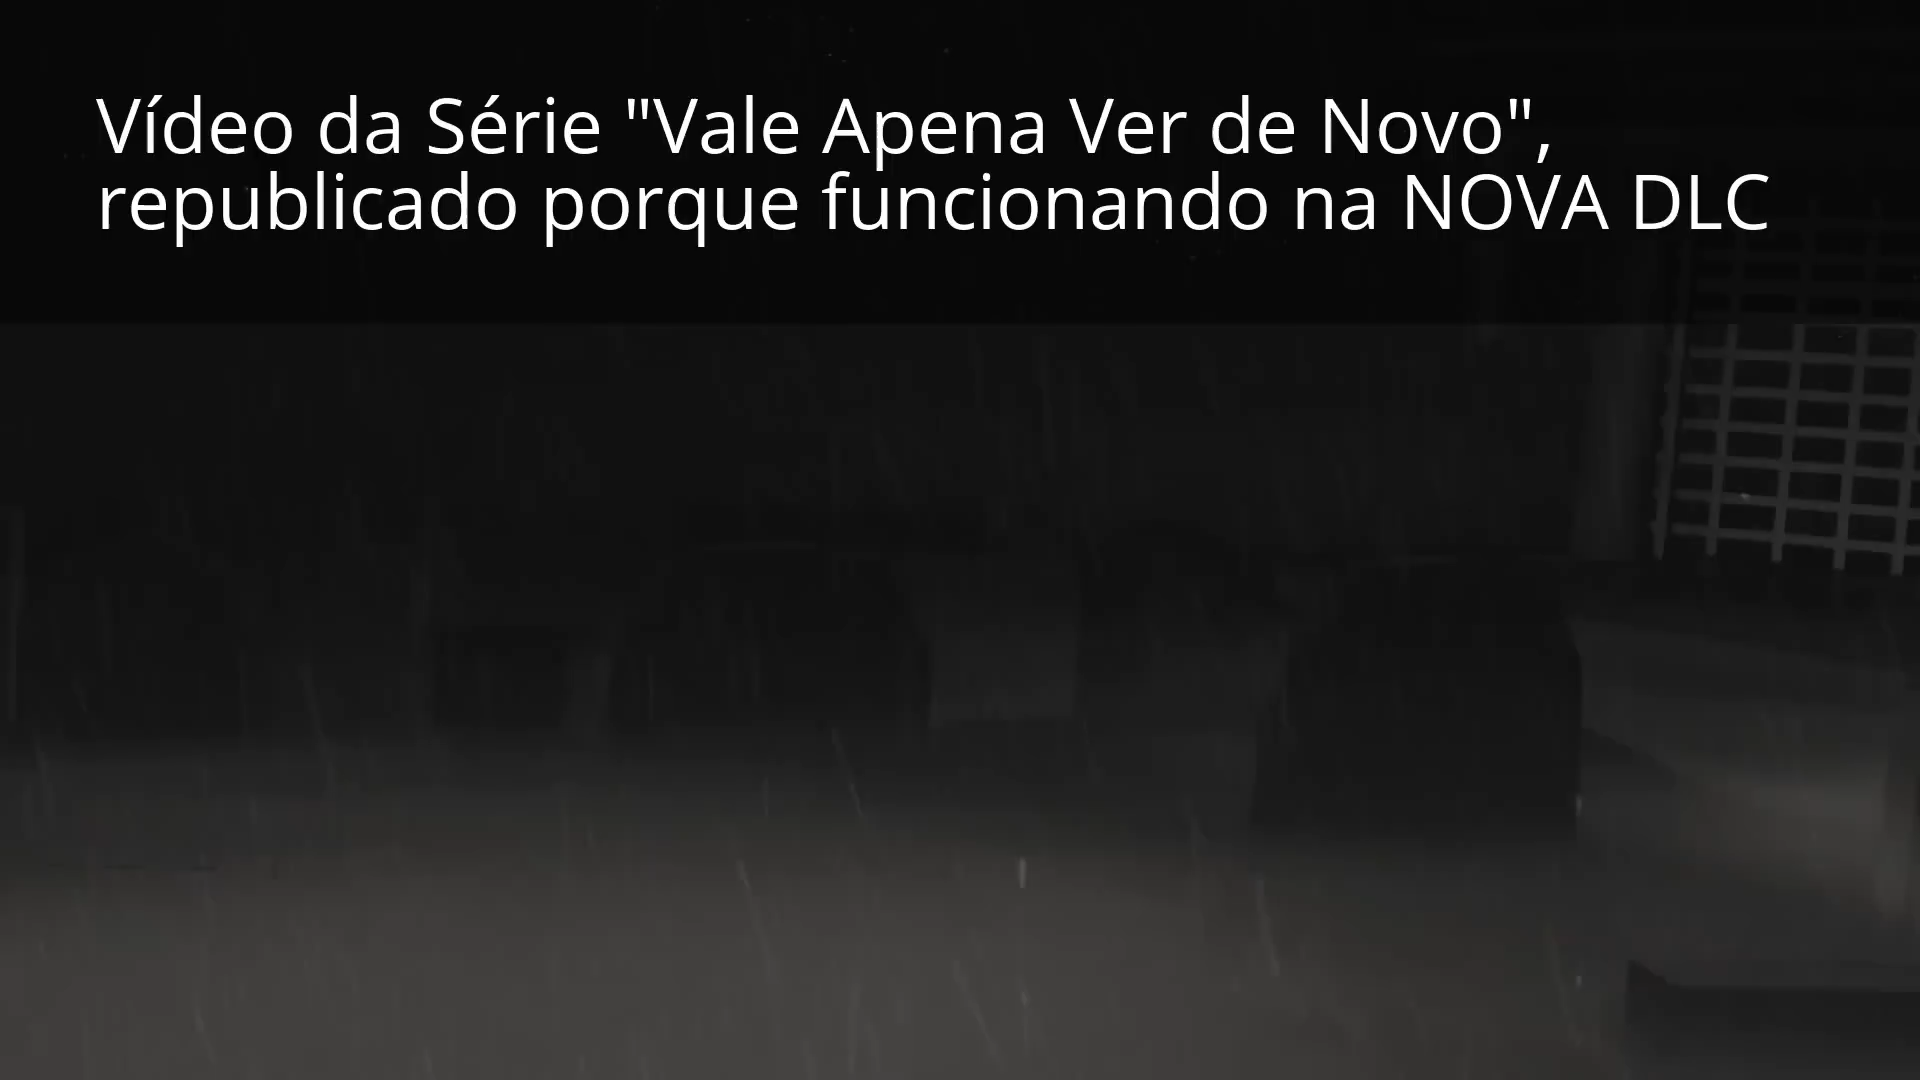 Vídeo da Série "Vale Apena Ver de Novo",
republicado porque funcionando na NOVA DLC